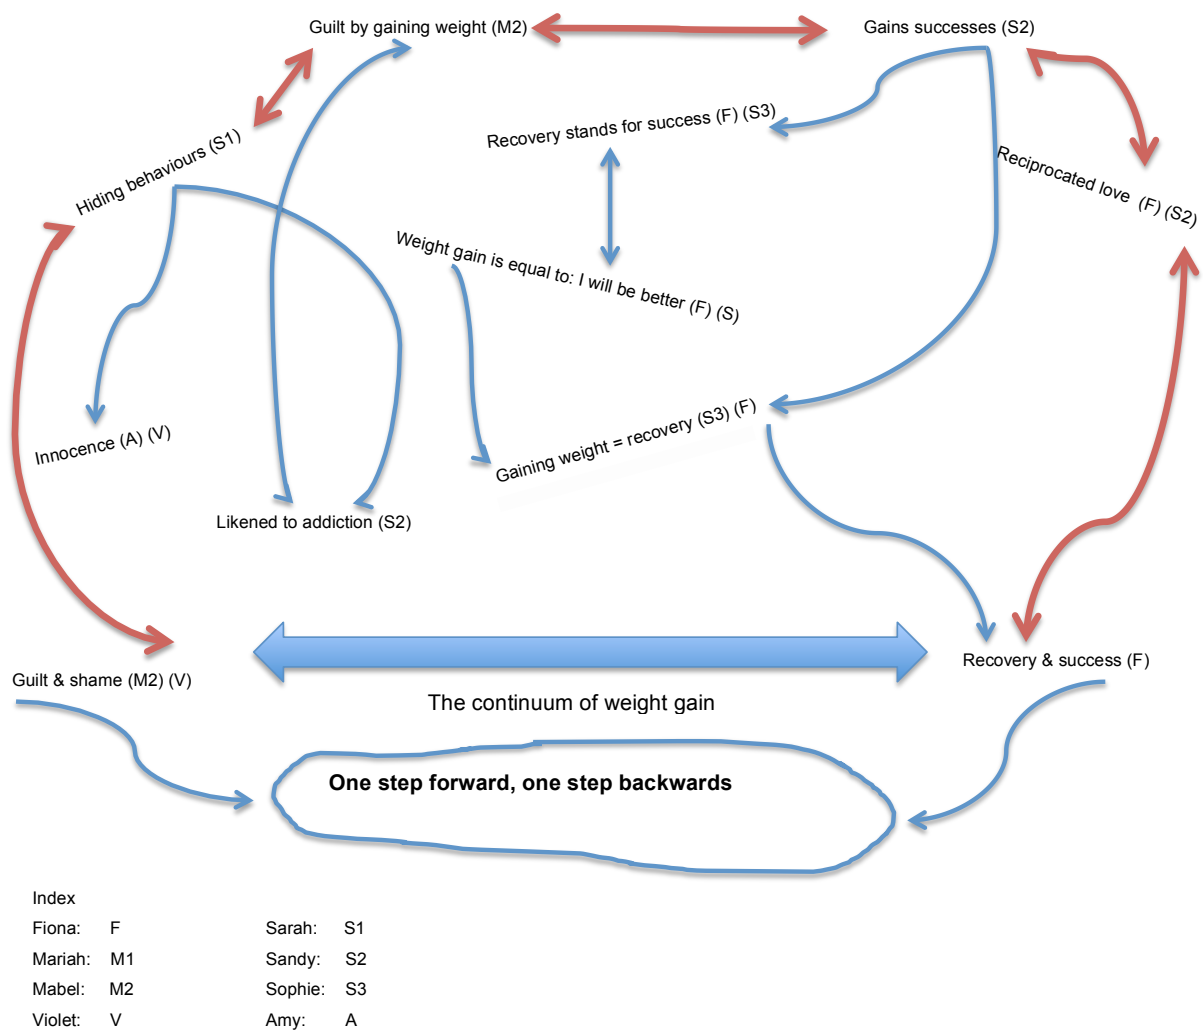 Guilt by gaining weight (M2)
Gains successes (S2)
Recovery stands for success (F) (S3)
Hiding behaviours (S1)
Reciprocated love (F) (S2)
Weight gain is equal to: I will be better (F) (S)
Innocence (A) (V)
Gaining weight = recovery (S3) (F)
Likened to addiction (S2)
Guilt & shame (M2) (V)
Recovery & success (F)
The continuum of weight gain
One step forward, one step backwards
Index
Fiona: F Sarah: S1
Mariah: M1 Sandy: S2
Mabel: M2 Sophie: S3
Violet: V Amy: A